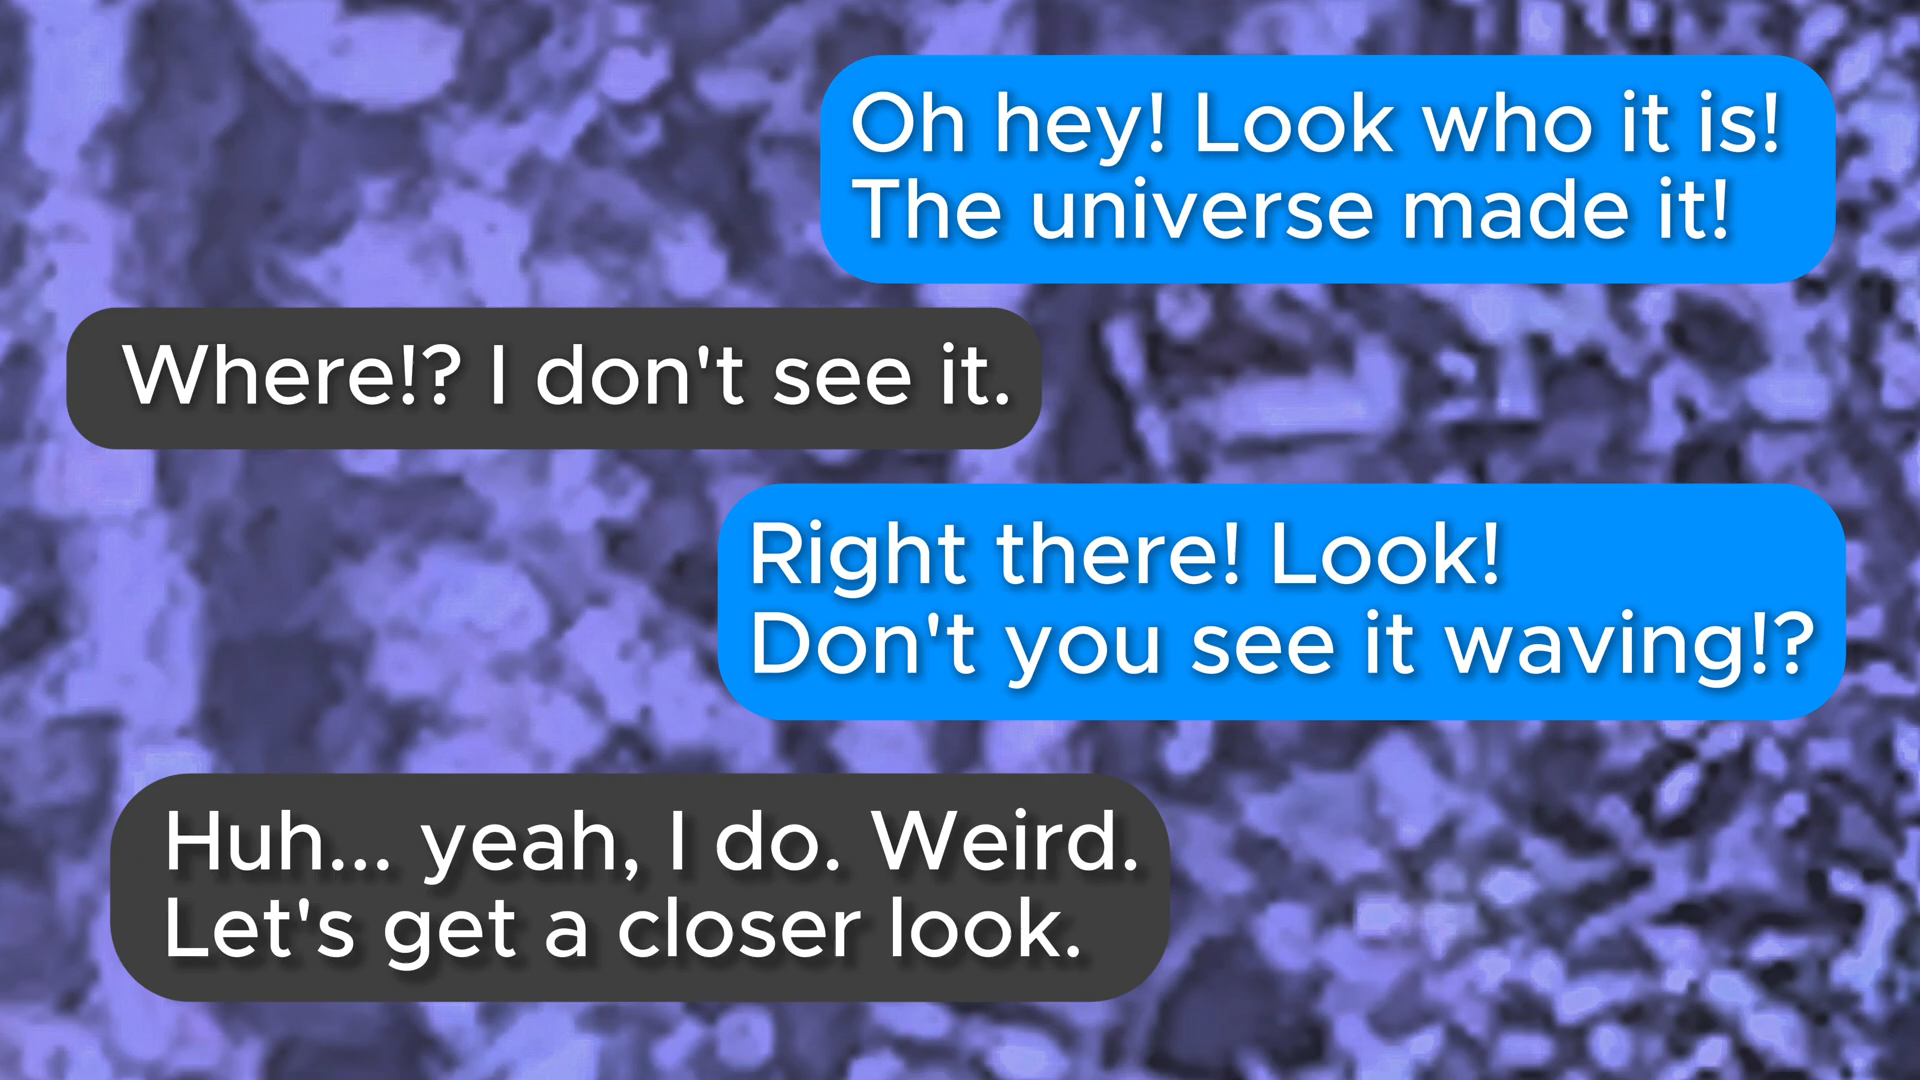 Oh hey! Look who it is!
The universe made it!
Where!? I don't see it.
Right there! Look!
Don't you see it waving!?
Huh... yeah, I do. Weird.
Let's get a closer look.